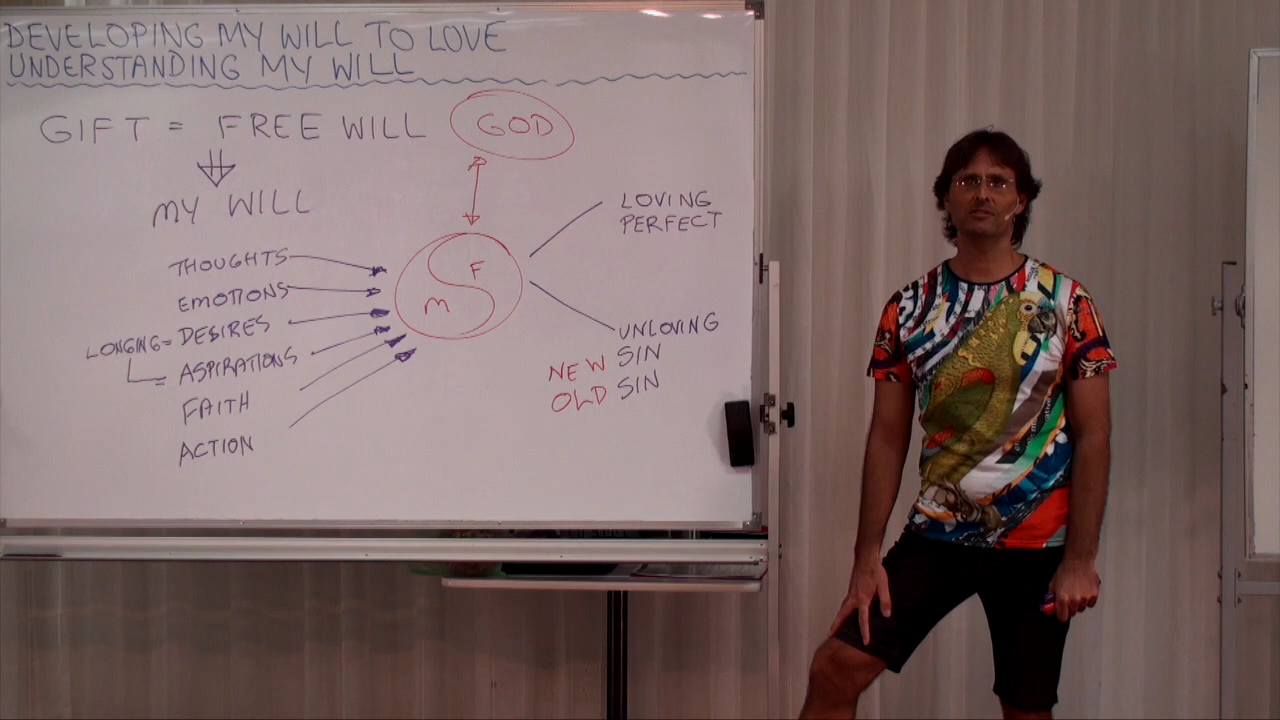 DEVELOPING MY WILL TO LOVE
UNDERSTANDING MY WILL
GIFT = FREE WILL
GOD
MY WILL
LOVING
PERFECT
THOUGHTS
EMOTIONS
LONGING = DESIRES
= ASPIRATIONS
FAITH
ACTION
F
M
UNLOVING
NEW SIN
OLD SIN